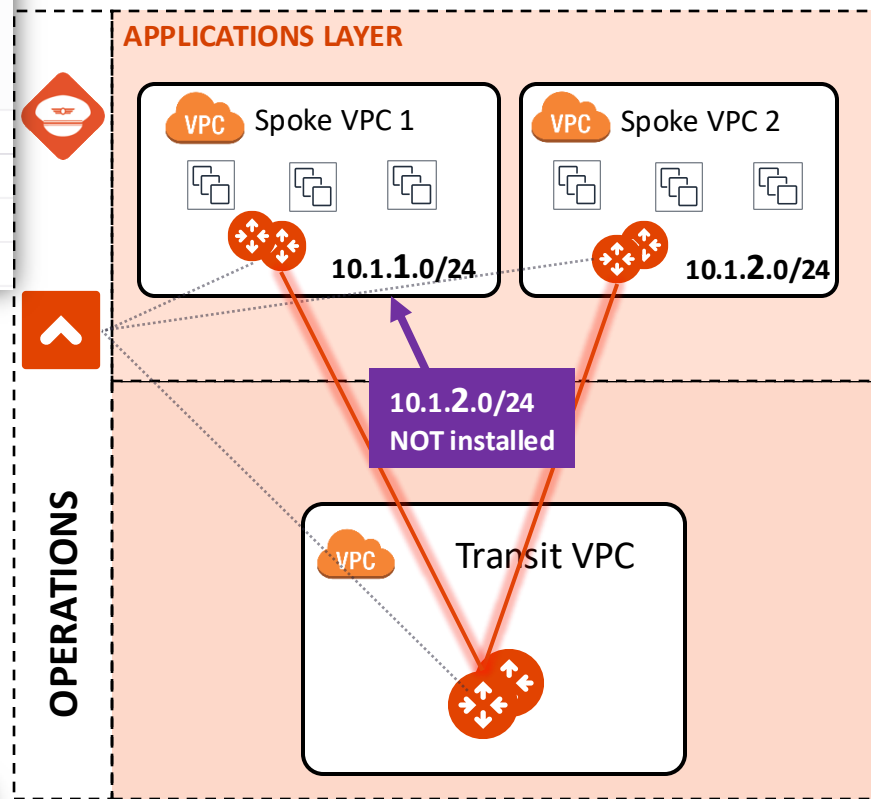 APPLICATIONS LAYER
VPC
Spoke VPC 1
10.1.1.0/24
VPC
Spoke VPC 2
10.1.2.0/24
10.1.2.0/24
NOT installed
OPERATIONS
VPC
Transit VPC